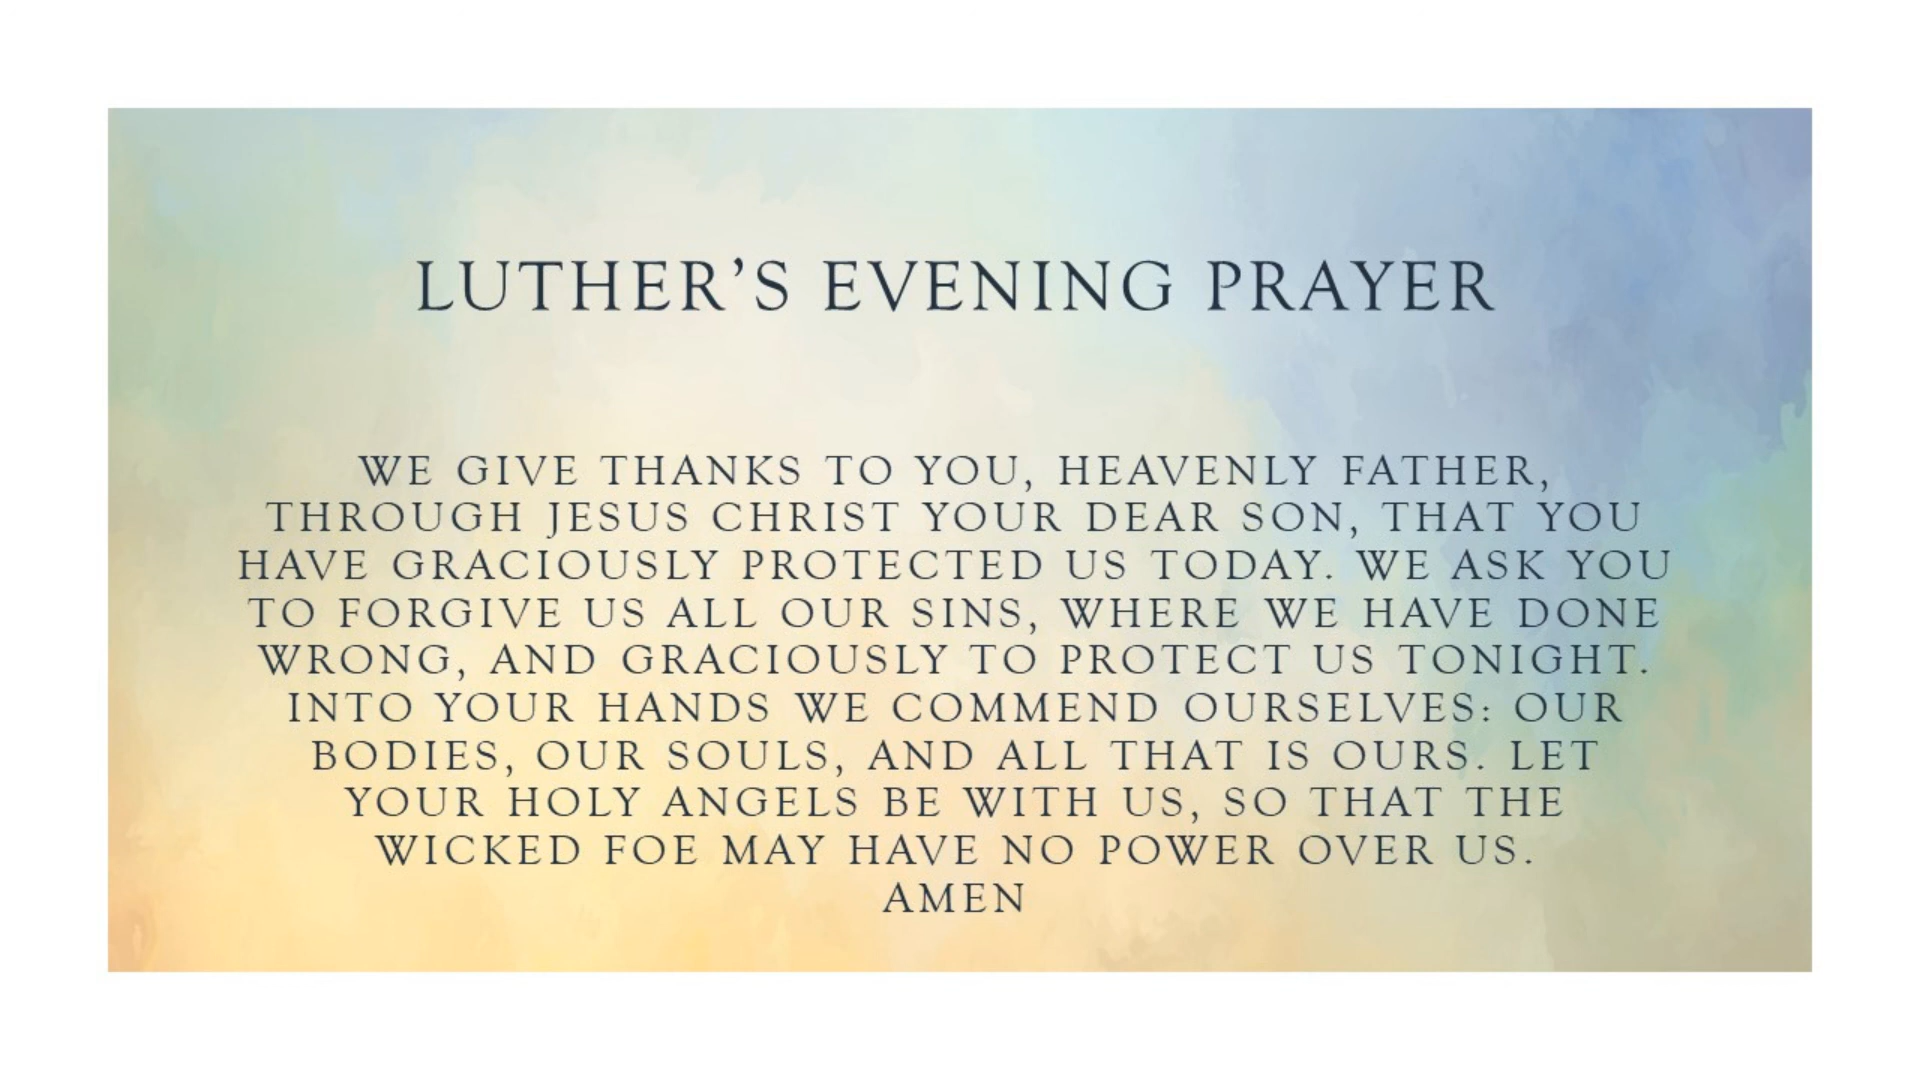 LUTHER’S EVENING PRAYER
WE GIVE THANKS TO YOU, HEAVENLY FATHER,
THROUGH JESUS CHRIST YOUR DEAR SON, THAT YOU
HAVE GRACIOUSLY PROTECTED US TODAY. WE ASK YOU
TO FORGIVE US ALL OUR SINS, WHERE WE HAVE DONE
WRONG, AND GRACIOUSLY TO PROTECT US TONIGHT.
INTO YOUR HANDS WE COMMEND OURSELVES: OUR
BODIES, OUR SOULS, AND ALL THAT IS OURS. LET
YOUR HOLY ANGELS BE WITH US, SO THAT THE
WICKED FOE MAY HAVE NO POWER OVER US.
AMEN